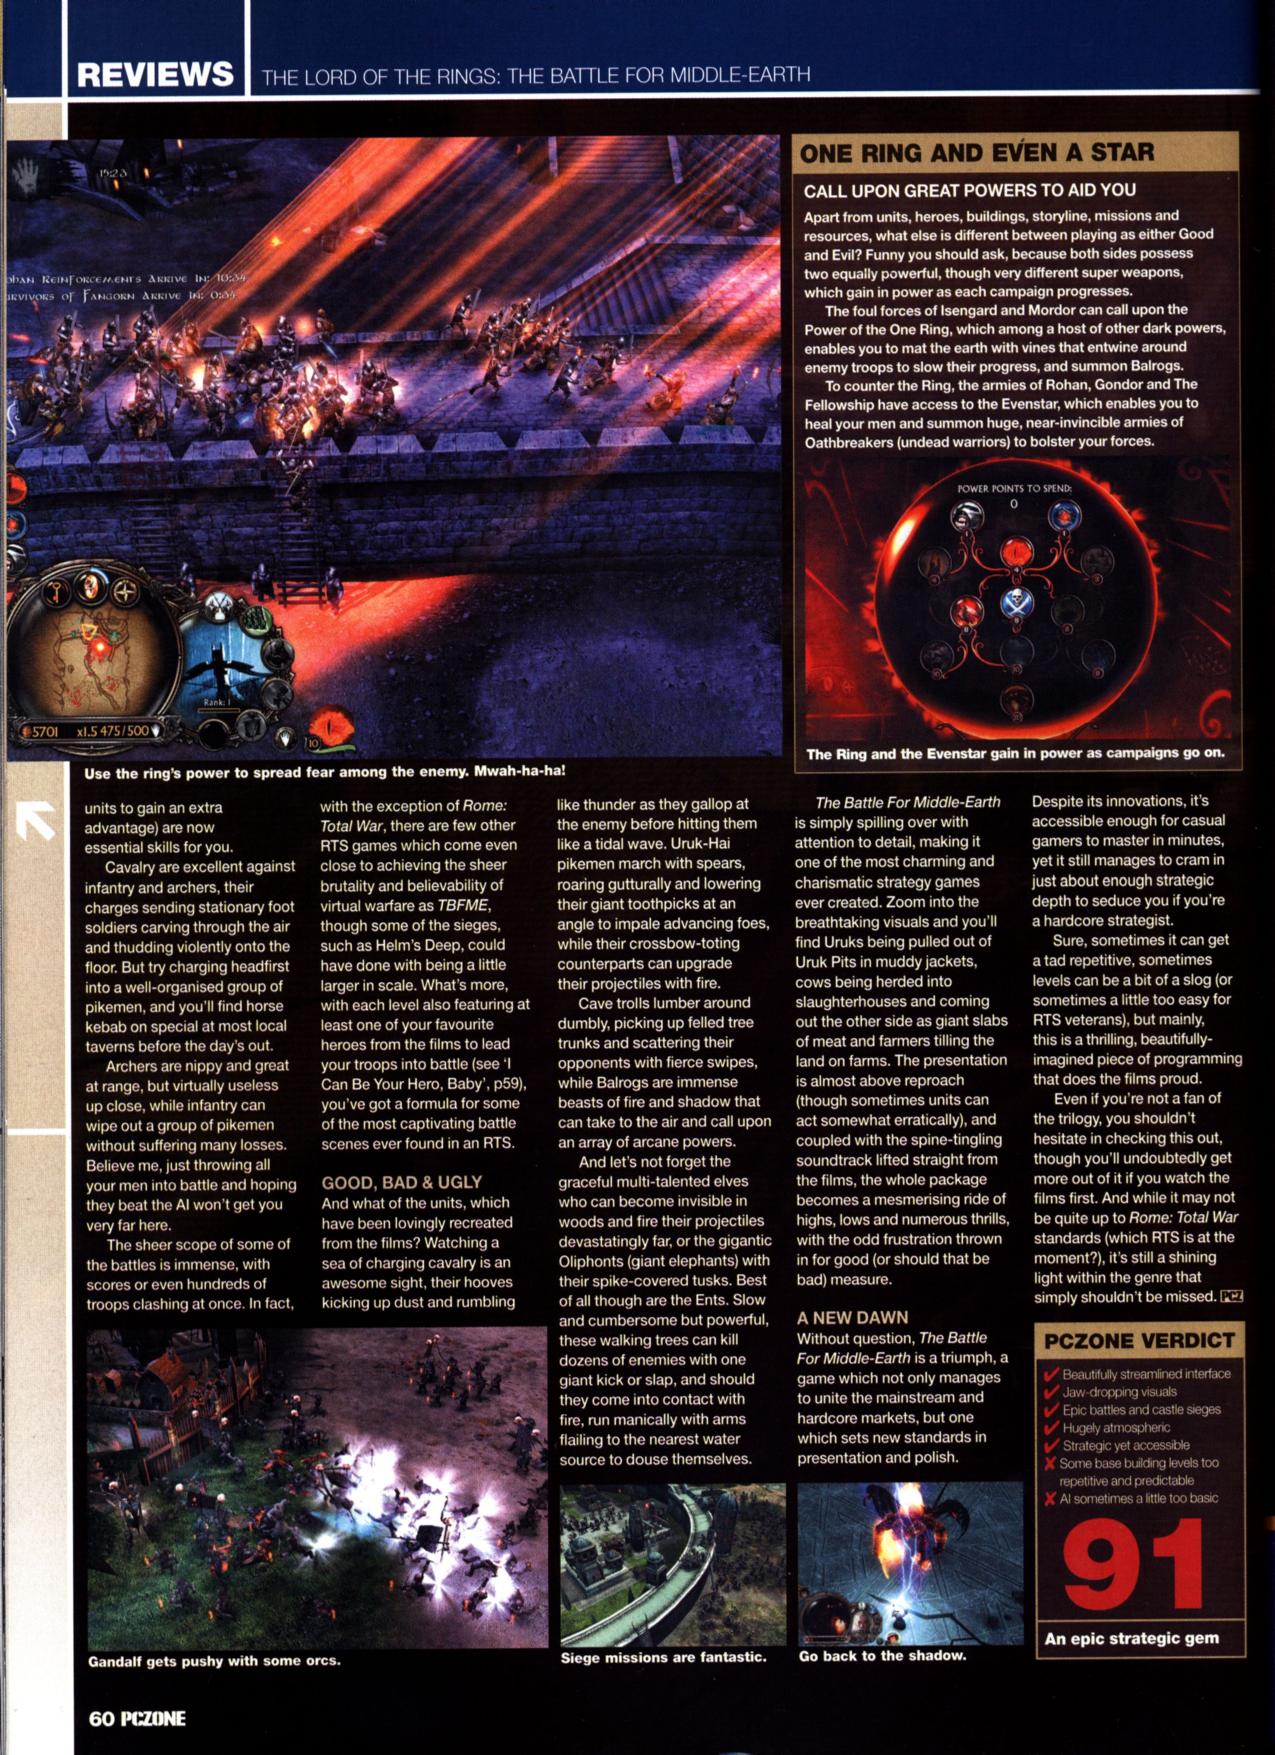 REVIEWS
THE LORD OF THE RINGS: THE BATTLE FOR MIDDLE-EARTH
15:23
REINFORCEMENTS ARRIVE IN: 10:34
OF FANGORN ARRIVE IN: 0:34
Rank: 1
5701 x1.5 475/500
10
Use the ring's power to spread fear among the enemy. Mwah-ha-ha!
ONE RING AND EVEN A STAR
CALL UPON GREAT POWERS TO AID YOU
Apart from units, heroes, buildings, storyline, missions and
resources, what else is different between playing as either Good
and Evil? Funny you should ask, because both sides possess
two equally powerful, though very different super weapons,
which gain in power as each campaign progresses.
The foul forces of Isengard and Mordor can call upon the
Power of the One Ring, which among a host of other dark powers,
enables you to mat the earth with vines that entwine around
enemy troops to slow their progress, and summon Balrogs.
To counter the Ring, the armies of Rohan, Gondor and The
Fellowship have access to the Evenstar, which enables you to
heal your men and summon huge, near-invincible armies of
Oathbreakers (undead warriors) to bolster your forces.
POWER POINTS TO SPEND:
0
The Ring and the Evenstar gain in power as campaigns go on.
units to gain an extra
advantage) are now
essential skills for you.
Cavalry are excellent against
infantry and archers, their
charges sending stationary foot
soldiers carving through the air
and thudding violently onto the
floor. But try charging headfirst
into a well-organised group of
pikemen, and you'll find horse
kebab on special at most local
taverns before the day's out.
Archers are nippy and great
at range, but virtually useless
up close, while infantry can
wipe out a group of pikemen
without suffering many losses.
Believe me, just throwing all
your men into battle and hoping
they beat the AI won't get you
very far here.
The sheer scope of some of
the battles is immense, with
scores or even hundreds of
troops clashing at once. In fact,
with the exception of Rome:
Total War, there are few other
RTS games which come even
close to achieving the sheer
brutality and believability of
virtual warfare as TBFME,
though some of the sieges,
such as Helm's Deep, could
have done with being a little
larger in scale. What's more,
with each level also featuring at
least one of your favourite
heroes from the films to lead
your troops into battle (see 'I
Can Be Your Hero, Baby', p59),
you've got a formula for some
of the most captivating battle
scenes ever found in an RTS.
GOOD, BAD & UGLY
And what of the units, which
have been lovingly recreated
from the films? Watching a
sea of charging cavalry is an
awesome sight, their hooves
kicking up dust and rumbling
like thunder as they gallop at
the enemy before hitting them
like a tidal wave. Uruk-Hai
pikemen march with spears,
roaring gutturally and lowering
their giant toothpicks at an
angle to impale advancing foes,
while their crossbow-toting
counterparts can upgrade
their projectiles with fire.
Cave trolls lumber around
dumbly, picking up felled tree
trunks and scattering their
opponents with fierce swipes,
while Balrogs are immense
beasts of fire and shadow that
can take to the air and call upon
an array of arcane powers.
And let's not forget the
graceful multi-talented elves
who can become invisible in
woods and fire their projectiles
devastatingly far, or the gigantic
Oliphonts (giant elephants) with
their spike-covered tusks. Best
of all though are the Ents. Slow
and cumbersome but powerful,
these walking trees can kill
dozens of enemies with one
giant kick or slap, and should
they come into contact with
fire, run manically with arms
flailing to the nearest water
source to douse themselves.
The Battle For Middle-Earth
is simply spilling over with
attention to detail, making it
one of the most charming and
charismatic strategy games
ever created. Zoom into the
breathtaking visuals and you'll
find Uruks being pulled out of
Uruk Pits in muddy jackets,
cows being herded into
slaughterhouses and coming
out the other side as giant slabs
of meat and farmers tilling the
land on farms. The presentation
is almost above reproach
(though sometimes units can
act somewhat erratically), and
coupled with the spine-tingling
soundtrack lifted straight from
the films, the whole package
becomes a mesmerising ride of
highs, lows and numerous thrills,
with the odd frustration thrown
in for good (or should that be
bad) measure.
A NEW DAWN
Without question, The Battle
For Middle-Earth is a triumph, a
game which not only manages
to unite the mainstream and
hardcore markets, but one
which sets new standards in
presentation and polish.
Despite its innovations, it's
accessible enough for casual
gamers to master in minutes,
yet it still manages to cram in
just about enough strategic
depth to seduce you if you're
a hardcore strategist.
Sure, sometimes it can get
a tad repetitive, sometimes
levels can be a bit of a slog (or
sometimes a little too easy for
RTS veterans), but mainly,
this is a thrilling, beautifully-
imagined piece of programming
that does the films proud.
Even if you're not a fan of
the trilogy, you shouldn't
hesitate in checking this out,
though you'll undoubtedly get
more out of it if you watch the
films first. And while it may not
be quite up to Rome: Total War
standards (which RTS is at the
moment?), it's still a shining
light within the genre that
simply shouldn't be missed. PCZ
PCZONE VERDICT
✔ Beautifully streamlined interface
✔ Jaw-dropping visuals
✔ Epic battles and castle sieges
✔ Hugely atmospheric
✔ Strategic yet accessible
✘ Some base building levels too
repetitive and predictable
✘ AI sometimes a little too basic
91
An epic strategic gem
Gandalf gets pushy with some orcs.
Siege missions are fantastic.
Go back to the shadow.
60 PCZONE